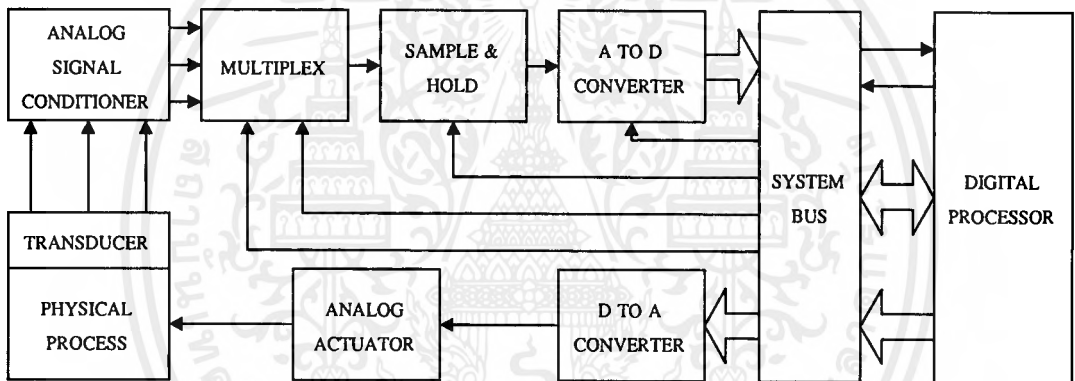 ANALOG
SIGNAL
CONDITIONER
MULTIPLEX
SAMPLE &
HOLD
A TO D
CONVERTER
SYSTEM
BUS
DIGITAL
PROCESSOR
TRANSDUCER
PHYSICAL
PROCESS
ANALOG
ACTUATOR
D TO A
CONVERTER